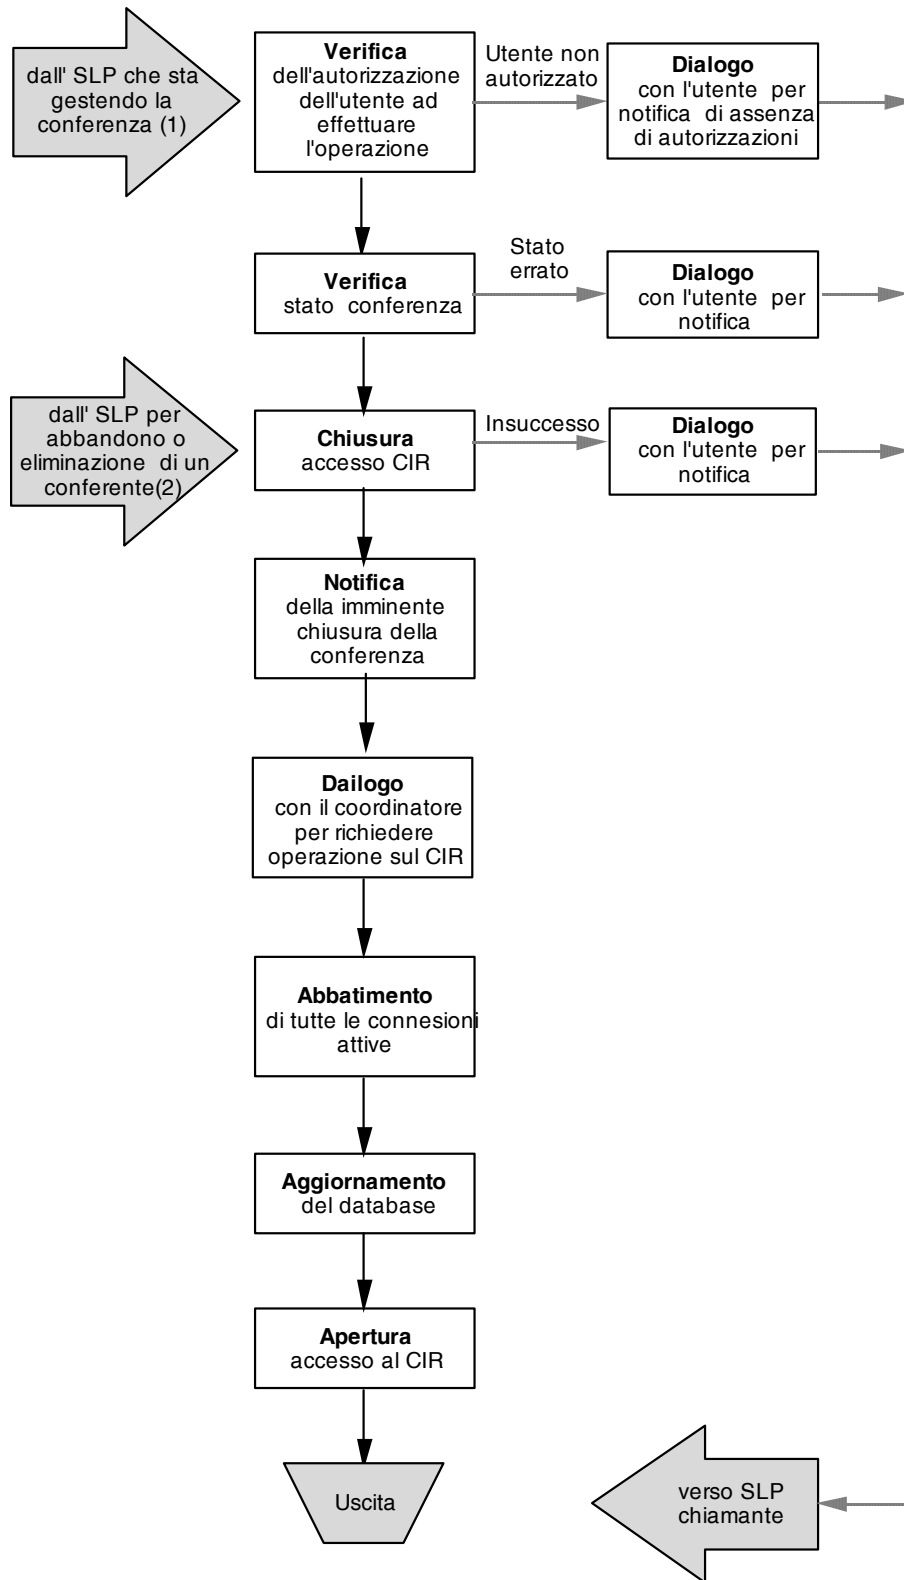 dall' SLP che sta
gestendo la
conferenza (1)
Verifica
dell'autorizzazione
dell'utente ad
effettuare
l'operazione
Utente non
autorizzato
Dialogo
con l'utente per
notifica di assenza
di autorizzazioni
Verifica
stato conferenza
Stato
errato
Dialogo
con l'utente per
notifica
dall' SLP per
abbandono o
eliminazione di un
conferente(2)
Chiusura
accesso CIR
Insuccesso
Dialogo
con l'utente per
notifica
Notifica
della imminente
chiusura della
conferenza
Dailogo
con il coordinatore
per richiedere
operazione sul CIR
Abbatimento
di tutte le connesioni
attive
Aggiornamento
del database
Apertura
accesso al CIR
Uscita
verso SLP
chiamante